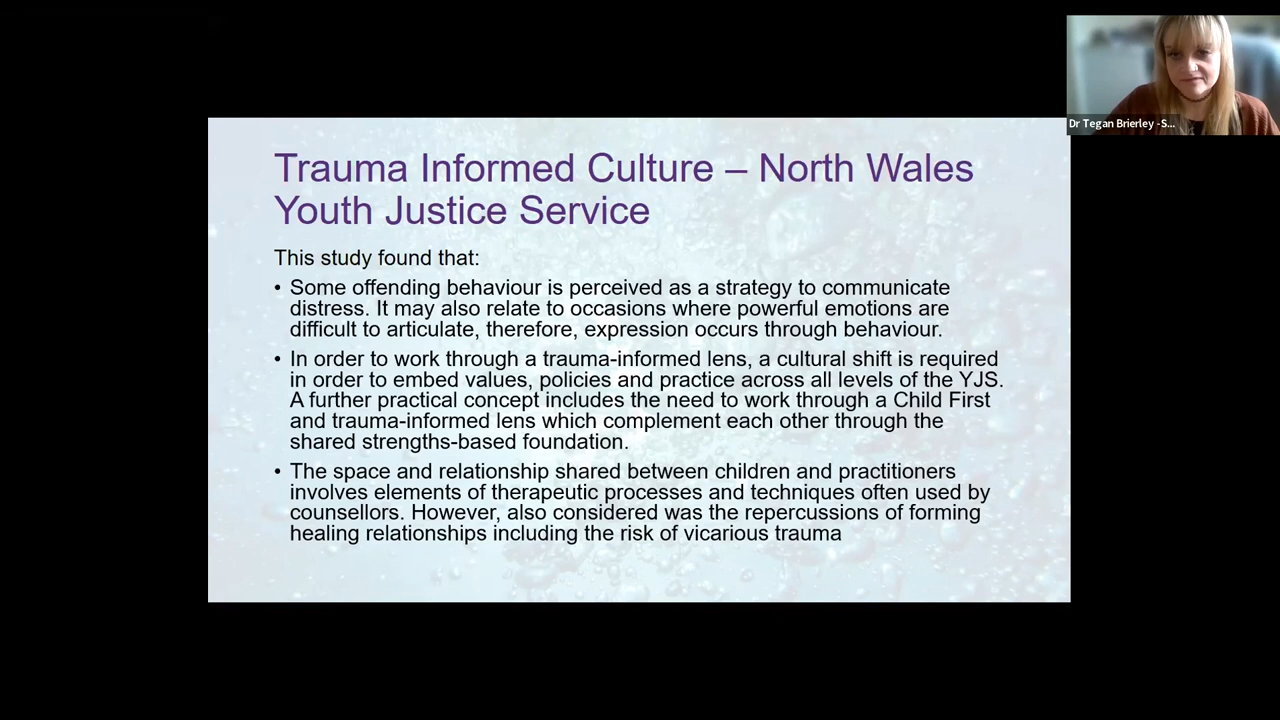 Dr Tegan Brierley -S...
Trauma Informed Culture – North Wales
Youth Justice Service
This study found that:
• Some offending behaviour is perceived as a strategy to communicate
distress. It may also relate to occasions where powerful emotions are
difficult to articulate, therefore, expression occurs through behaviour.
• In order to work through a trauma-informed lens, a cultural shift is required
in order to embed values, policies and practice across all levels of the YJS.
A further practical concept includes the need to work through a Child First
and trauma-informed lens which complement each other through the
shared strengths-based foundation.
• The space and relationship shared between children and practitioners
involves elements of therapeutic processes and techniques often used by
counsellors. However, also considered was the repercussions of forming
healing relationships including the risk of vicarious trauma